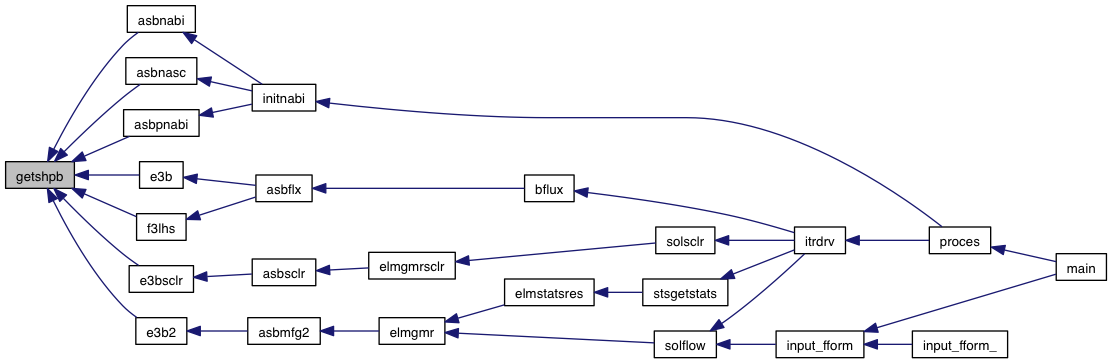 asbnabi
asbnasc
initnabi
asbpnabi
getshpb
e3b
asbflx
bflux
f3lhs
solsclr
itrdrv
proces
elmgmrsclr
main
e3bsclr
asbsclr
elmstatsres
stsgetstats
e3b2
asbmfg2
elmgmr
solflow
input_fform
input_fform_